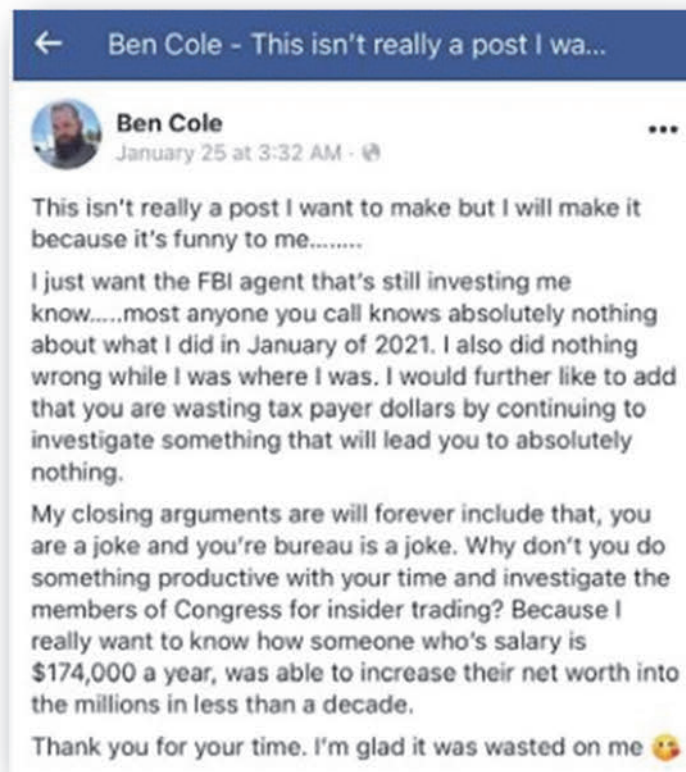 Ben Cole - This isn't really a post I wa...
Ben Cole
January 25 at 3:32 AM ·
This isn't really a post I want to make but I will make it
because it's funny to me........
I just want the FBI agent that's still investing me
know.....most anyone you call knows absolutely nothing
about what I did in January of 2021. I also did nothing
wrong while I was where I was. I would further like to add
that you are wasting tax payer dollars by continuing to
investigate something that will lead you to absolutely
nothing.
My closing arguments are will forever include that, you
are a joke and you're bureau is a joke. Why don't you do
something productive with your time and investigate the
members of Congress for insider trading? Because I
really want to know how someone who's salary is
$174,000 a year, was able to increase their net worth into
the millions in less than a decade.
Thank you for your time. I'm glad it was wasted on me 😘